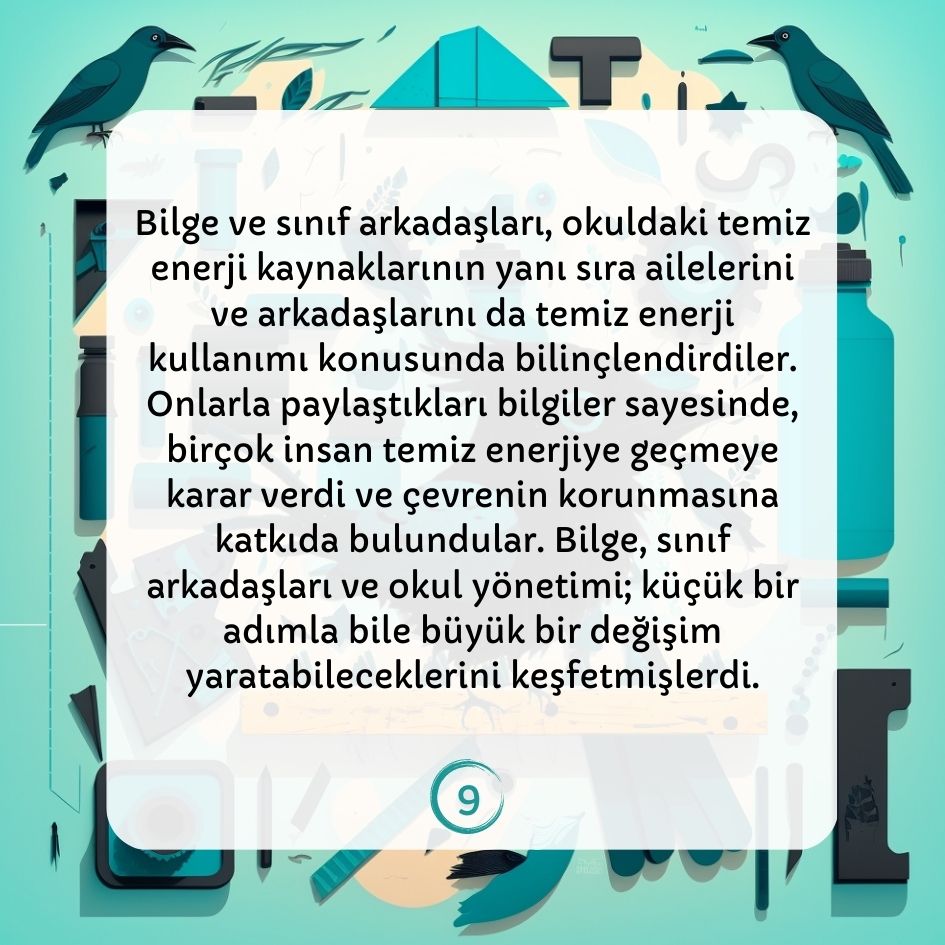 Bilge ve sınıf arkadaşları, okuldaki temiz
enerji kaynaklarının yanı sıra ailelerini
ve arkadaşlarını da temiz enerji
kullanımı konusunda bilinçlendirdiler.
Onlarla paylaştıkları bilgiler sayesinde,
birçok insan temiz enerjiye geçmeye
karar verdi ve çevrenin korunmasına
katkıda bulundular. Bilge, sınıf
arkadaşları ve okul yönetimi; küçük bir
adımla bile büyük bir değişim
yaratabileceklerini keşfetmişlerdi.
9